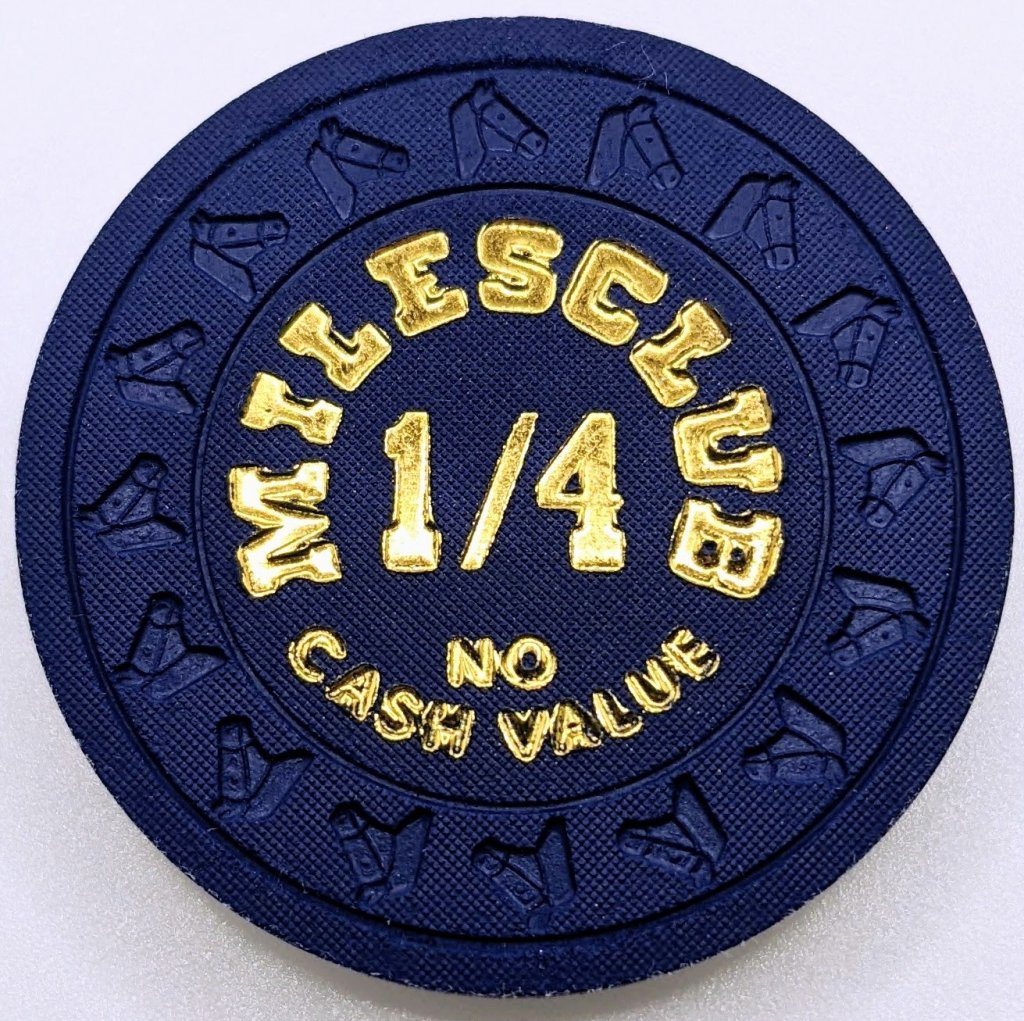 MILESCLUB
1/4
NO
CASH VALUE